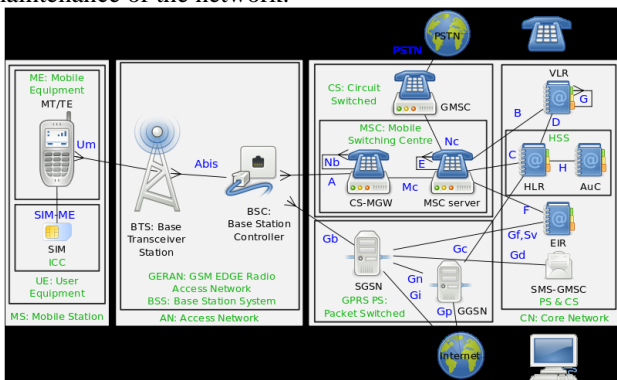 maintenance of the network.
PSTN
PSTN
ME: Mobile
Equipment
MT/TE
Um
SIM-ME
SIM
ICC
UE: User
Equipment
MS: Mobile Station
BTS: Base
Transceiver
Station
Abis
BSC:
Base Station
Controller
GERAN: GSM EDGE Radio
Access Network
BSS: Base Station System
AN: Access Network
CS: Circuit
Switched
GMSC
MSC: Mobile
Switching Centre
Nc
Nb
E
A
Mc
CS-MGW
MSC server
VLR
G
B
D
HSS
C
H
HLR
AuC
F
EIR
Gb
Gf,Sv
Gc
Gd
SGSN
Gn
Gi
Gp
GGSN
GPRS PS:
Packet Switched
SMS-GMSC
PS & CS
CN: Core Network
Internet